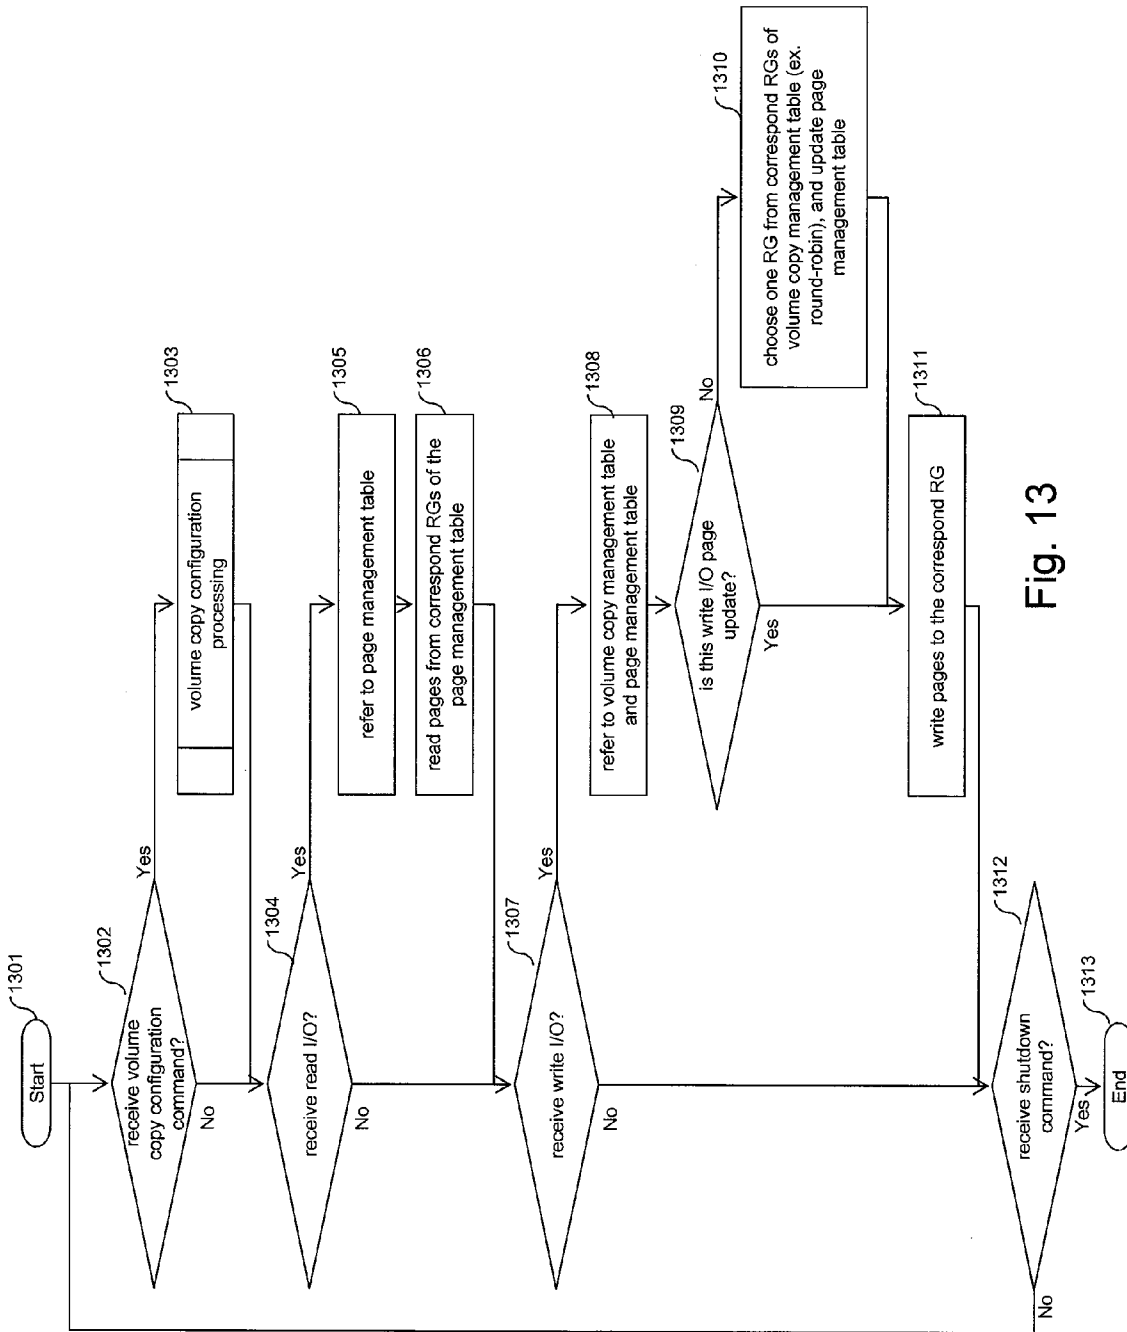 1301
Start
1302
receive volume
copy configuration
command?
Yes
No
1303
volume copy configuration
processing
1304
receive read I/O?
Yes
No
1305
refer to page management table
1306
read pages from correspond RGs of the
page management table
1307
receive write I/O?
Yes
No
1308
refer to volume copy management table
and page management table
1309
is this write I/O page
update?
No
Yes
1310
choose one RG from correspond RGs of
volume copy management table (ex.
round-robin), and update page
management table
1311
write pages to the correspond RG
1312
receive shutdown
command?
No
Yes
1313
End
Fig. 13